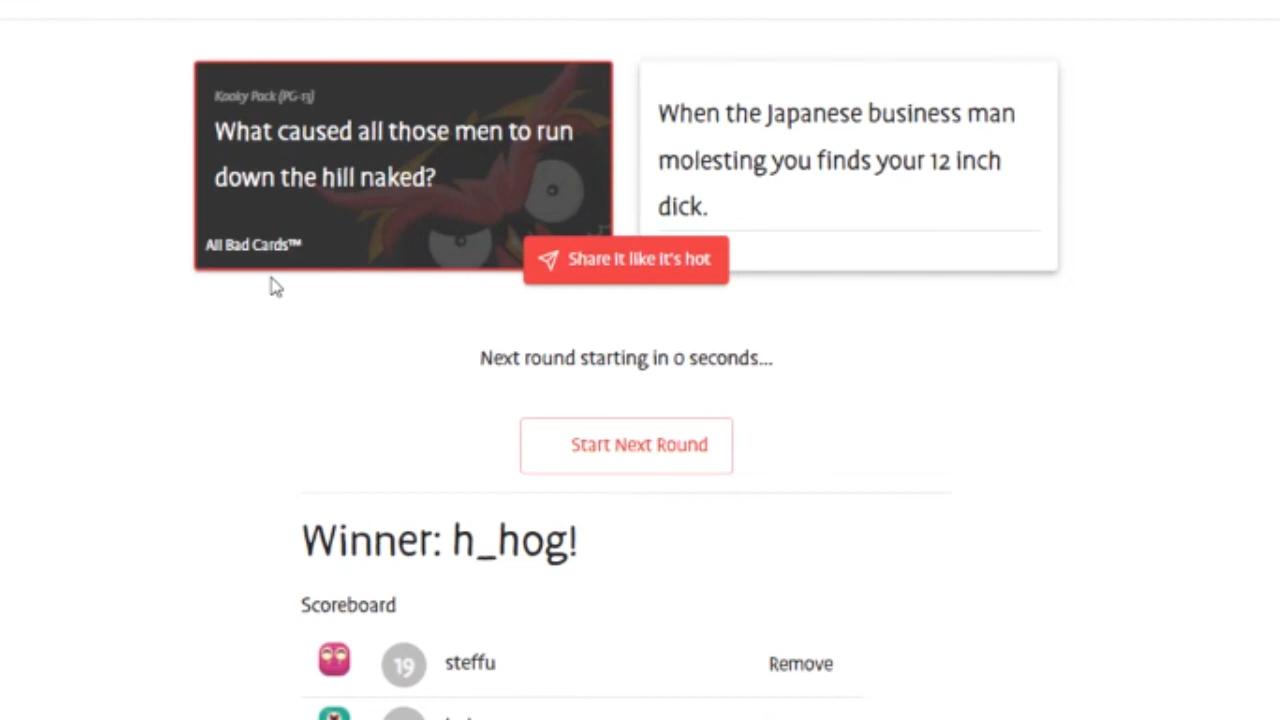 Kooky Pack (PG-13)
What caused all those men to run
down the hill naked?
All Bad Cards™
When the Japanese business man
molesting you finds your 12 inch
dick.
Share it like it's hot
Next round starting in 0 seconds...
Start Next Round
Winner: h_hog!
Scoreboard
19 steffu Remove